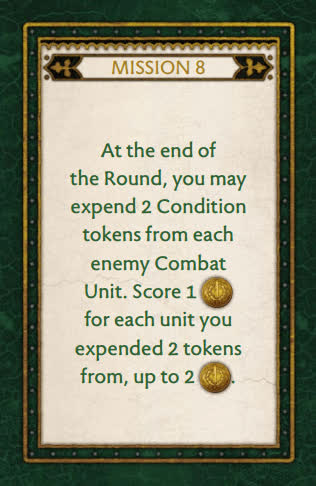 MISSION 8
At the end of
the Round, you may
expend 2 Condition
tokens from each
enemy Combat
Unit. Score 1
for each unit you
expended 2 tokens
from, up to 2 .